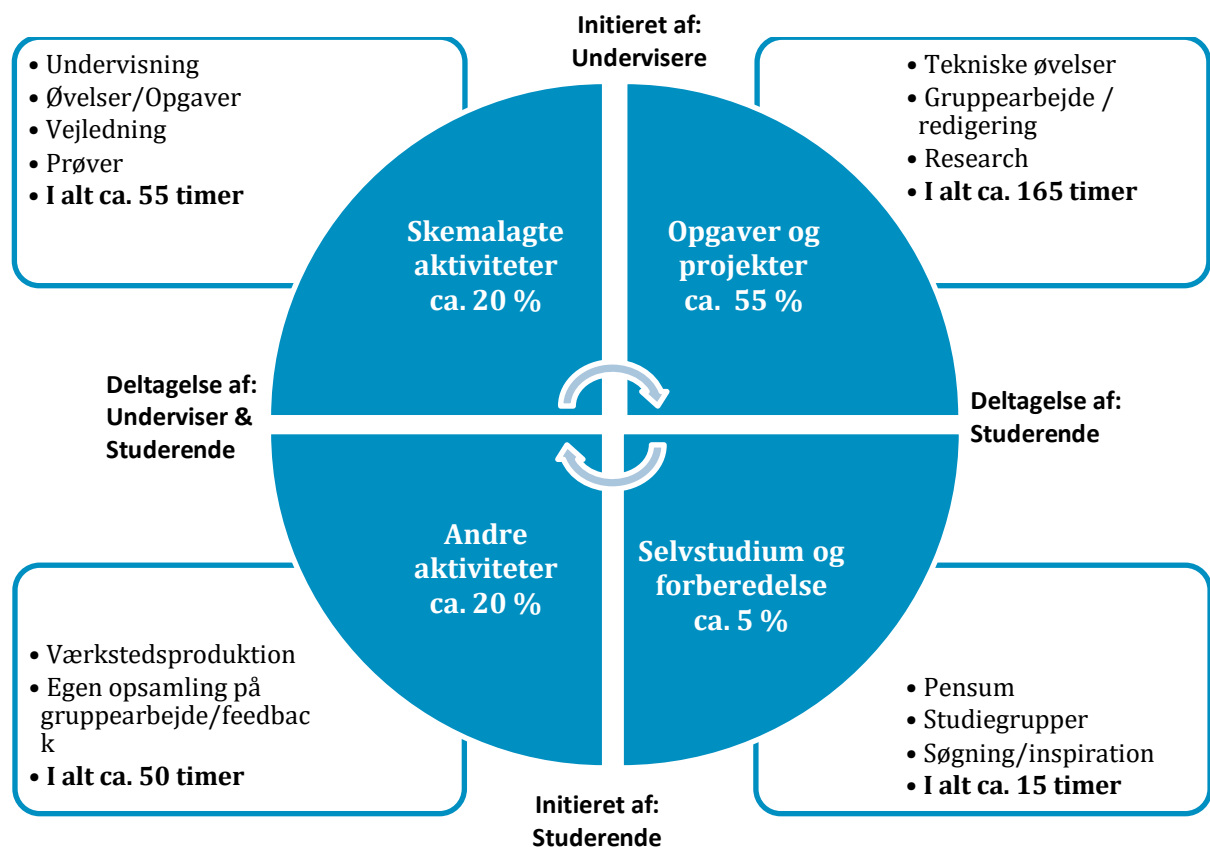 Initieret af:
Undervisere
• Undervisning
• Øvelser/Opgaver
• Vejledning
• Prøver
• I alt ca. 55 timer
• Tekniske øvelser
• Gruppearbejde /
redigering
• Research
• I alt ca. 165 timer
Skemalagte
aktiviteter
ca. 20 %
Opgaver og
projekter
ca. 55 %
Deltagelse af:
Underviser &
Studerende
Deltagelse af:
Studerende
Andre
aktiviteter
ca. 20 %
Selvstudium og
forberedelse
ca. 5 %
• Værkstedsproduktion
• Egen opsamling på
gruppearbejde/feedbac
k
• I alt ca. 50 timer
• Pensum
• Studiegrupper
• Søgning/inspiration
• I alt ca. 15 timer
Initieret af:
Studerende